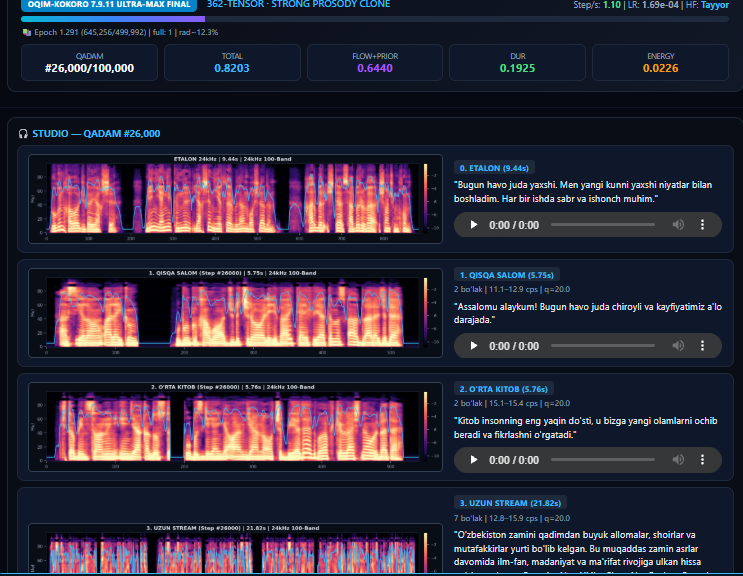 OQIM-KOKORO 7.9.11 ULTRA-MAX FINAL
362-TENSOR · STRONG PROSODY CLONE
Step/s: 1.10 | LR: 1.69e-04 | HF: Tayyor
Epoch 1.291 (645,256/499,992) | full: 1 | rad~12.3%
QADAM
#26,000/100,000
TOTAL
0.8203
FLOW+PRIOR
0.6440
DUR
0.1925
ENERGY
0.0226
STUDIO — QADAM #26,000
ETALON 24kHz | 9.44s | 24kHz 100-Band
0. ETALON (9.44s)
"Bugun havo juda yaxshi. Men yangi kunni yaxshi niyatlar bilan
boshladim. Har bir ishda sabr va ishonch muhim."
0:00 / 0:00
1. QISQA SALOM (Step #26000) | 5.75s | 24kHz 100-Band
1. QISQA SALOM (5.75s)
2 bo'lak | 11.1–12.9 cps | q=20.0
"Assalomu alaykum! Bugun havo juda chiroyli va kayfiyatimiz a'lo
darajada."
0:00 / 0:00
2. O'RTA KITOB (Step #26000) | 5.76s | 24kHz 100-Band
2. O'RTA KITOB (5.76s)
2 bo'lak | 15.1–15.4 cps | q=20.0
"Kitob insonning eng yaqin do'sti, u bizga yangi olamlarni ochib
beradi va fikrlashni o'rgatadi."
0:00 / 0:00
3. UZUN STREAM (Step #26000) | 21.82s | 24kHz 100-Band
3. UZUN STREAM (21.82s)
7 bo'lak | 12.8–15.9 cps | q=20.0
"O'zbekiston zamini qadimdan buyuk allomalar, shoirlar va
mutafakkirlar yurti bo'lib kelgan. Bu muqaddas zamin asrlar
davomida ilm-fan, madaniyat va ma'rifat rivojiga ulkan hissa